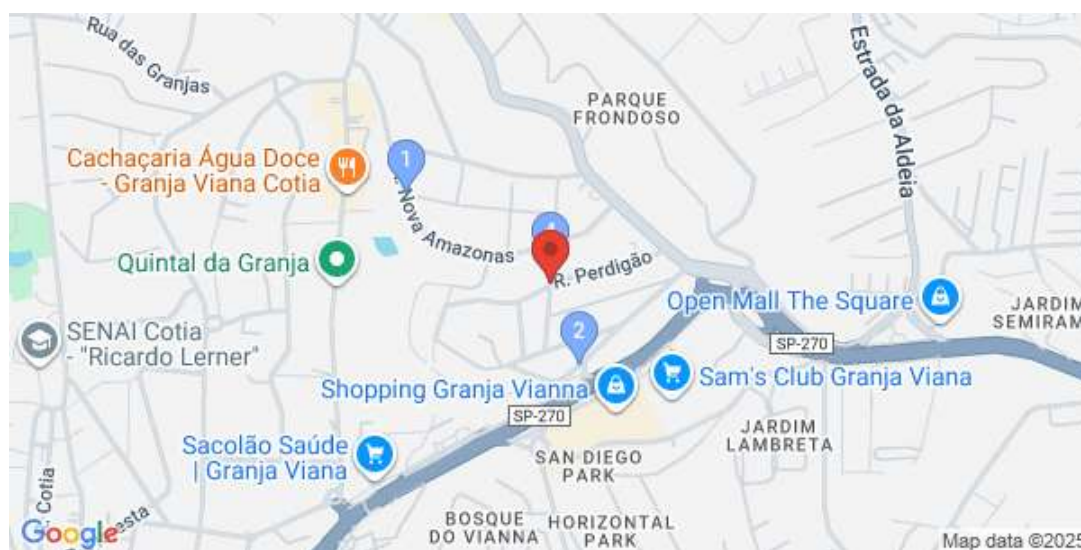 Rua das
Granjas
PARQUE
FRONDOSO
Estrada da Aldeia
Cachaçaria Água Doce
- Granja Viana Cotia
1
Nova Amazonas
Quintal da Granja
R. Perdigão
Open Mall The Square
JARDIM
SEMIRAM
SENAI Cotia
- "Ricardo Lerner"
2
SP-270
Shopping Granja Vianna
Sam's Club Granja Viana
SP-270
JARDIM
LAMBRETA
Sacolão Saúde
| Granja Viana
SAN DIEGO
PARK
Cotia
BOSQUE
DO VIANNA
HORIZONTAL
PARK
Google
esta
Map data ©2025